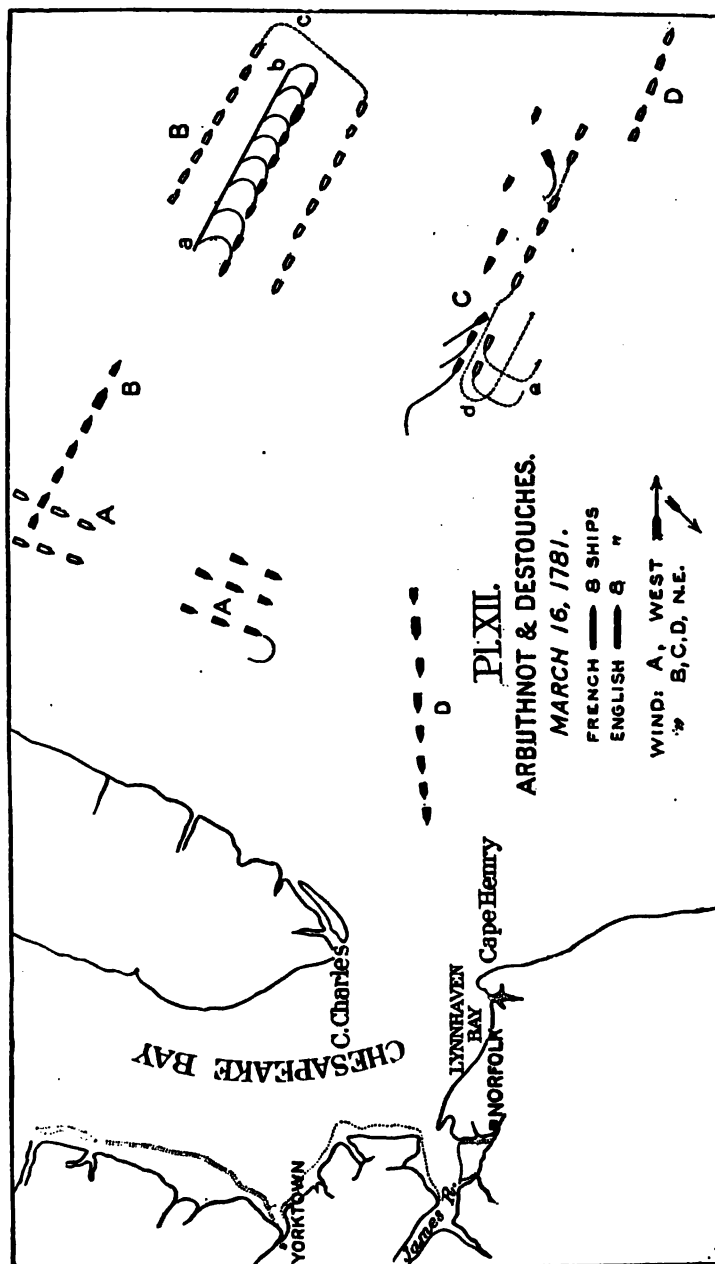 PL XII.
ARBUTHNOT & DESTOUCHES.
MARCH 16, 1781.
FRENCH 8 SHIPS
ENGLISH 8 "
WIND: A, WEST
" B, C, D, N.E.
CHESAPEAKE BAY
C. Charles
Cape Henry
LYNNHAVEN
BAY
NORFOLK
YORKTOWN
James R.
A
A
B
B
a
b
c
C
d
e
D
D